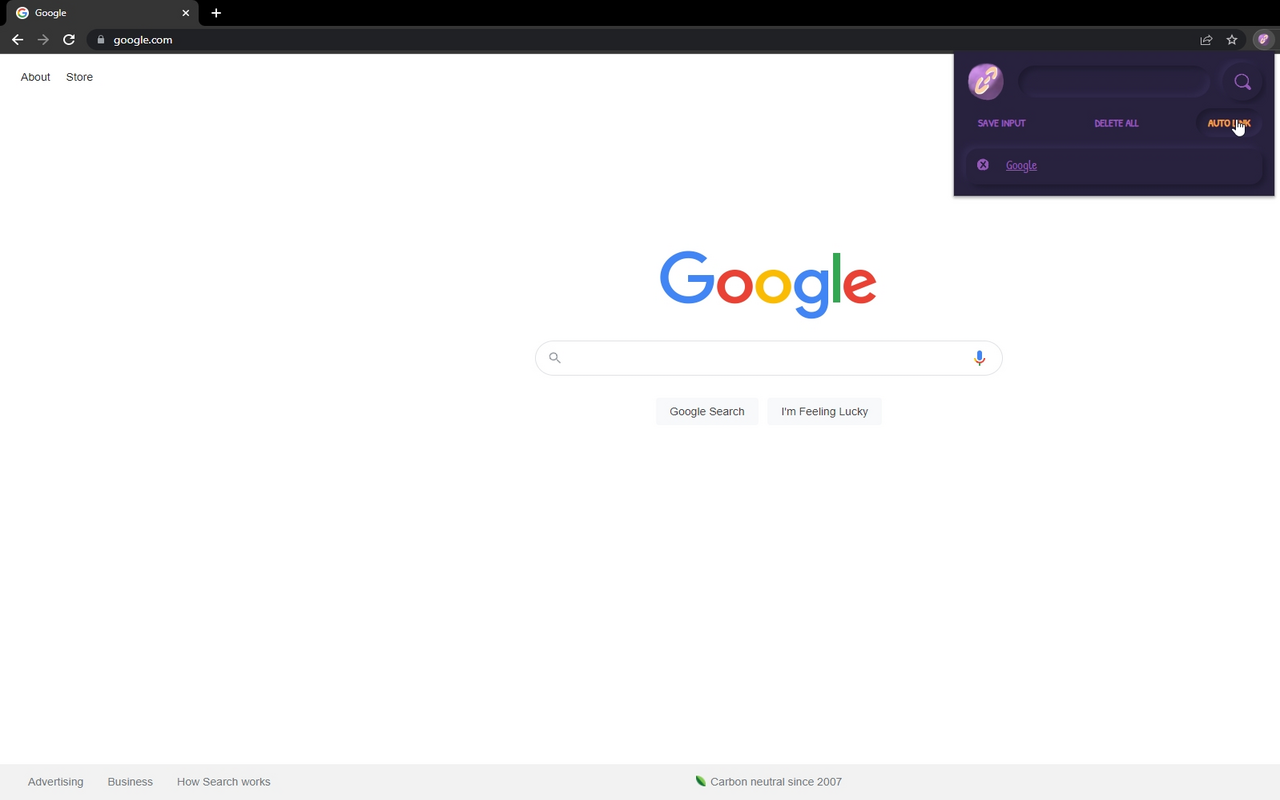 Google
google.com
About Store
SAVE INPUT DELETE ALL AUTO LINK
Google
Google
Google Search I'm Feeling Lucky
Advertising Business How Search works Carbon neutral since 2007